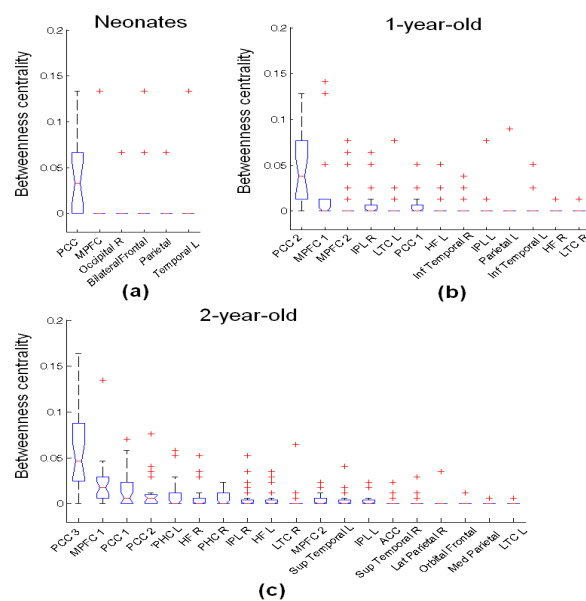 Neonates
Betweenness centrality
0.2
0.15
0.1
0.05
0
PCC
MPFC
Occipital R
BilateralFrontal
Parietal
Temporal L
(a)
1-year-old
Betweenness centrality
0.2
0.15
0.1
0.05
0
PCC 2
MPFC 1
MPFC 2
IPL R
LTC L
PCC 1
HF L
Inf Temporal R
IPL L
Parietal L
Inf Temporal L
HF R
LTC R
(b)
2-year-old
Betweenness centrality
0.2
0.15
0.1
0.05
0
PCC 3
MPFC 1
PCC 1
PCC 2
'PHC L
HF R
PHC R
IPL R
HF L
LTC R
MPFC 2
Sup Temporal L
IPL L
ACC
Sup Temporal R
Lat Parietal R
Orbital Frontal
Med Parietal
LTC L
(c)